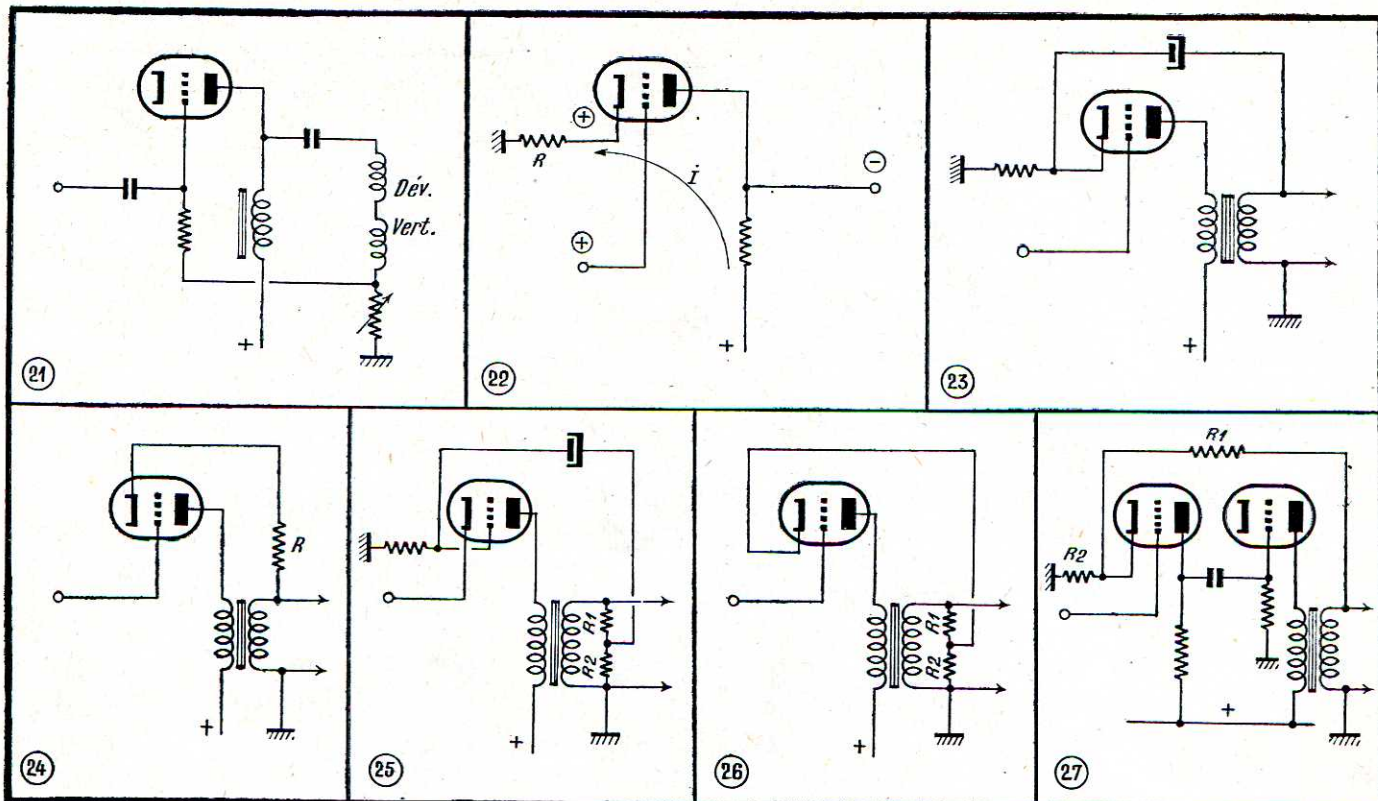 Dév.
Vert.
+
21
+
R
i
+
-
+
22
+
23
R
+
24
R1
R2
+
25
R1
R2
+
26
R1
R2
+
27